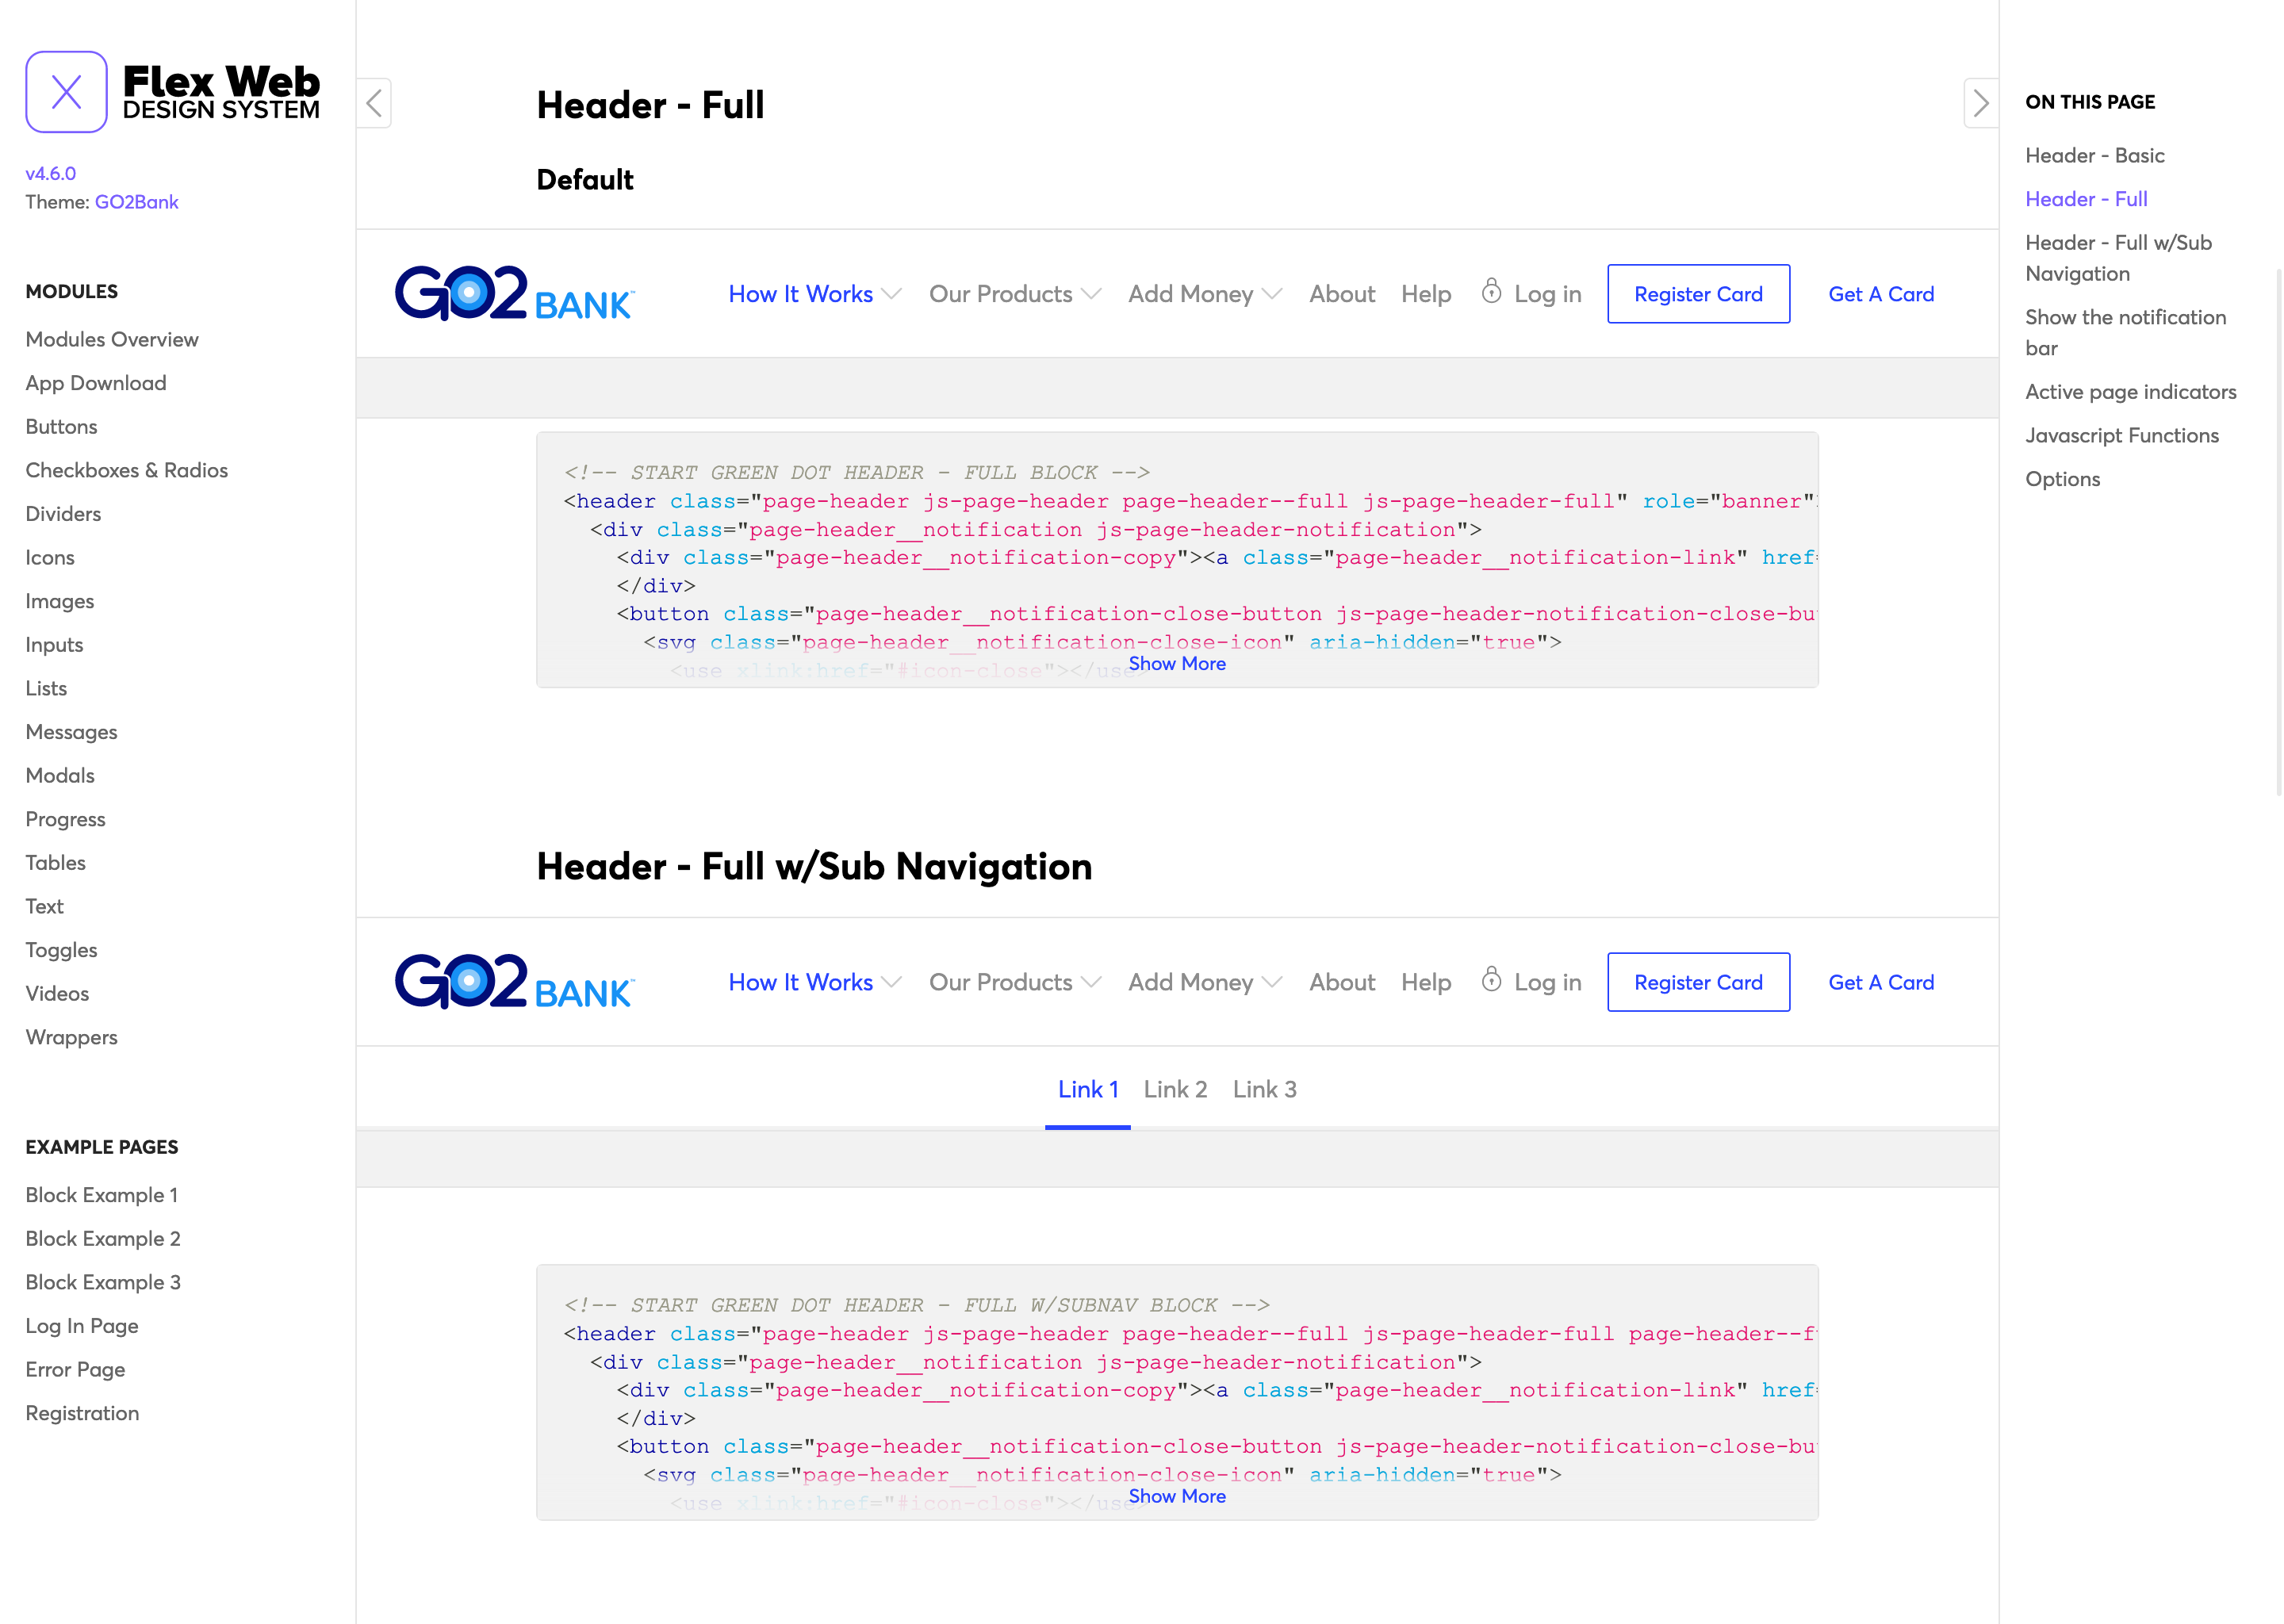 Flex Web
DESIGN SYSTEM
v4.6.0
Theme: GO2Bank
MODULES
Modules Overview
App Download
Buttons
Checkboxes & Radios
Dividers
Icons
Images
Inputs
Lists
Messages
Modals
Progress
Tables
Text
Toggles
Videos
Wrappers
EXAMPLE PAGES
Block Example 1
Block Example 2
Block Example 3
Log In Page
Error Page
Registration
Header - Full
Default
GO2 BANK™
How It Works
Our Products
Add Money
About
Help
Log in
Register Card
Get A Card
<!-- START GREEN DOT HEADER - FULL BLOCK -->
<header class="page-header js-page-header page-header--full js-page-header-full" role="banner"
<div class="page-header__notification js-page-header-notification">
<div class="page-header__notification-copy"><a class="page-header__notification-link" href=
</div>
<button class="page-header__notification-close-button js-page-header-notification-close-bu
<svg class="page-header__notification-close-icon" aria-hidden="true">
<use xlink:href="#icon-close"></use>
Show More
Header - Full w/Sub Navigation
GO2 BANK™
How It Works
Our Products
Add Money
About
Help
Log in
Register Card
Get A Card
Link 1
Link 2
Link 3
<!-- START GREEN DOT HEADER - FULL W/SUBNAV BLOCK -->
<header class="page-header js-page-header page-header--full js-page-header-full page-header--f
<div class="page-header__notification js-page-header-notification">
<div class="page-header__notification-copy"><a class="page-header__notification-link" href=
</div>
<button class="page-header__notification-close-button js-page-header-notification-close-bu
<svg class="page-header__notification-close-icon" aria-hidden="true">
<use xlink:href="#icon-close"></use>
Show More
ON THIS PAGE
Header - Basic
Header - Full
Header - Full w/Sub
Navigation
Show the notification
bar
Active page indicators
Javascript Functions
Options